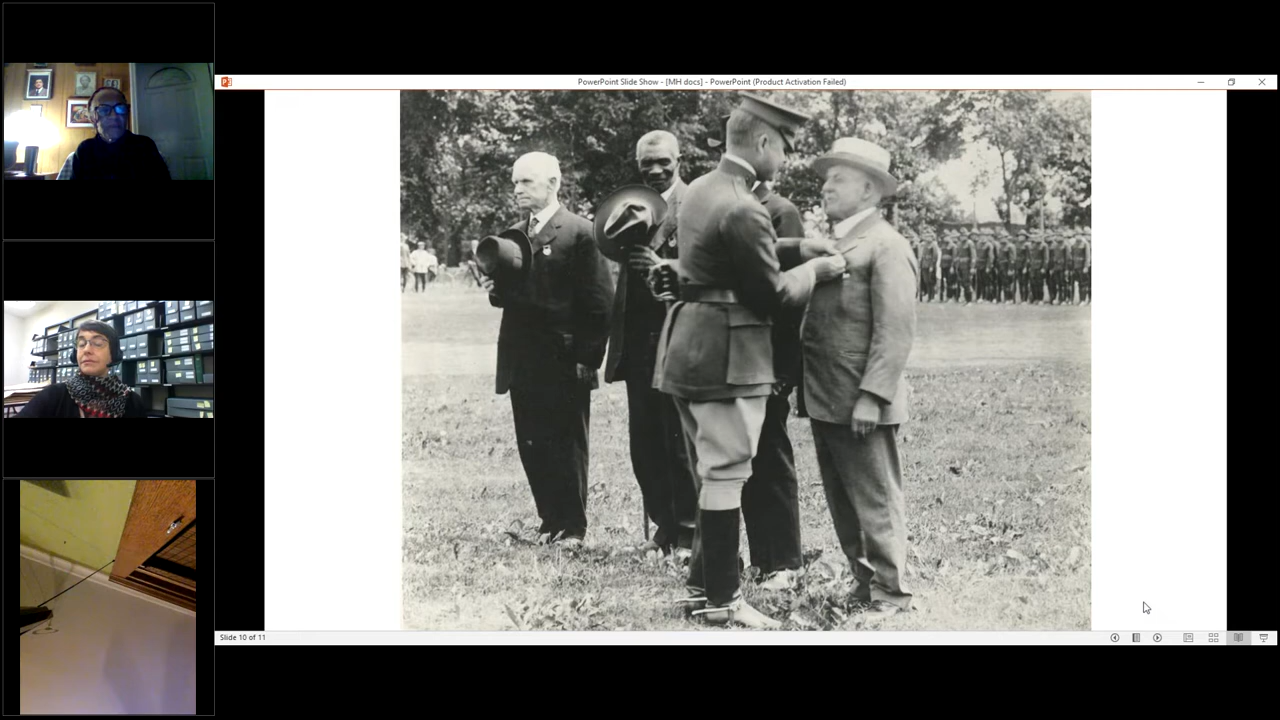 PowerPoint Slide Show - [MH docs] - PowerPoint (Product Activation Failed)
Slide 10 of 11